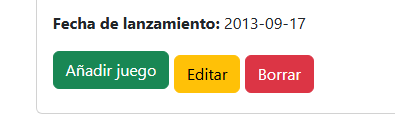 Fecha de lanzamiento: 2013-09-17
Añadir juego Editar Borrar